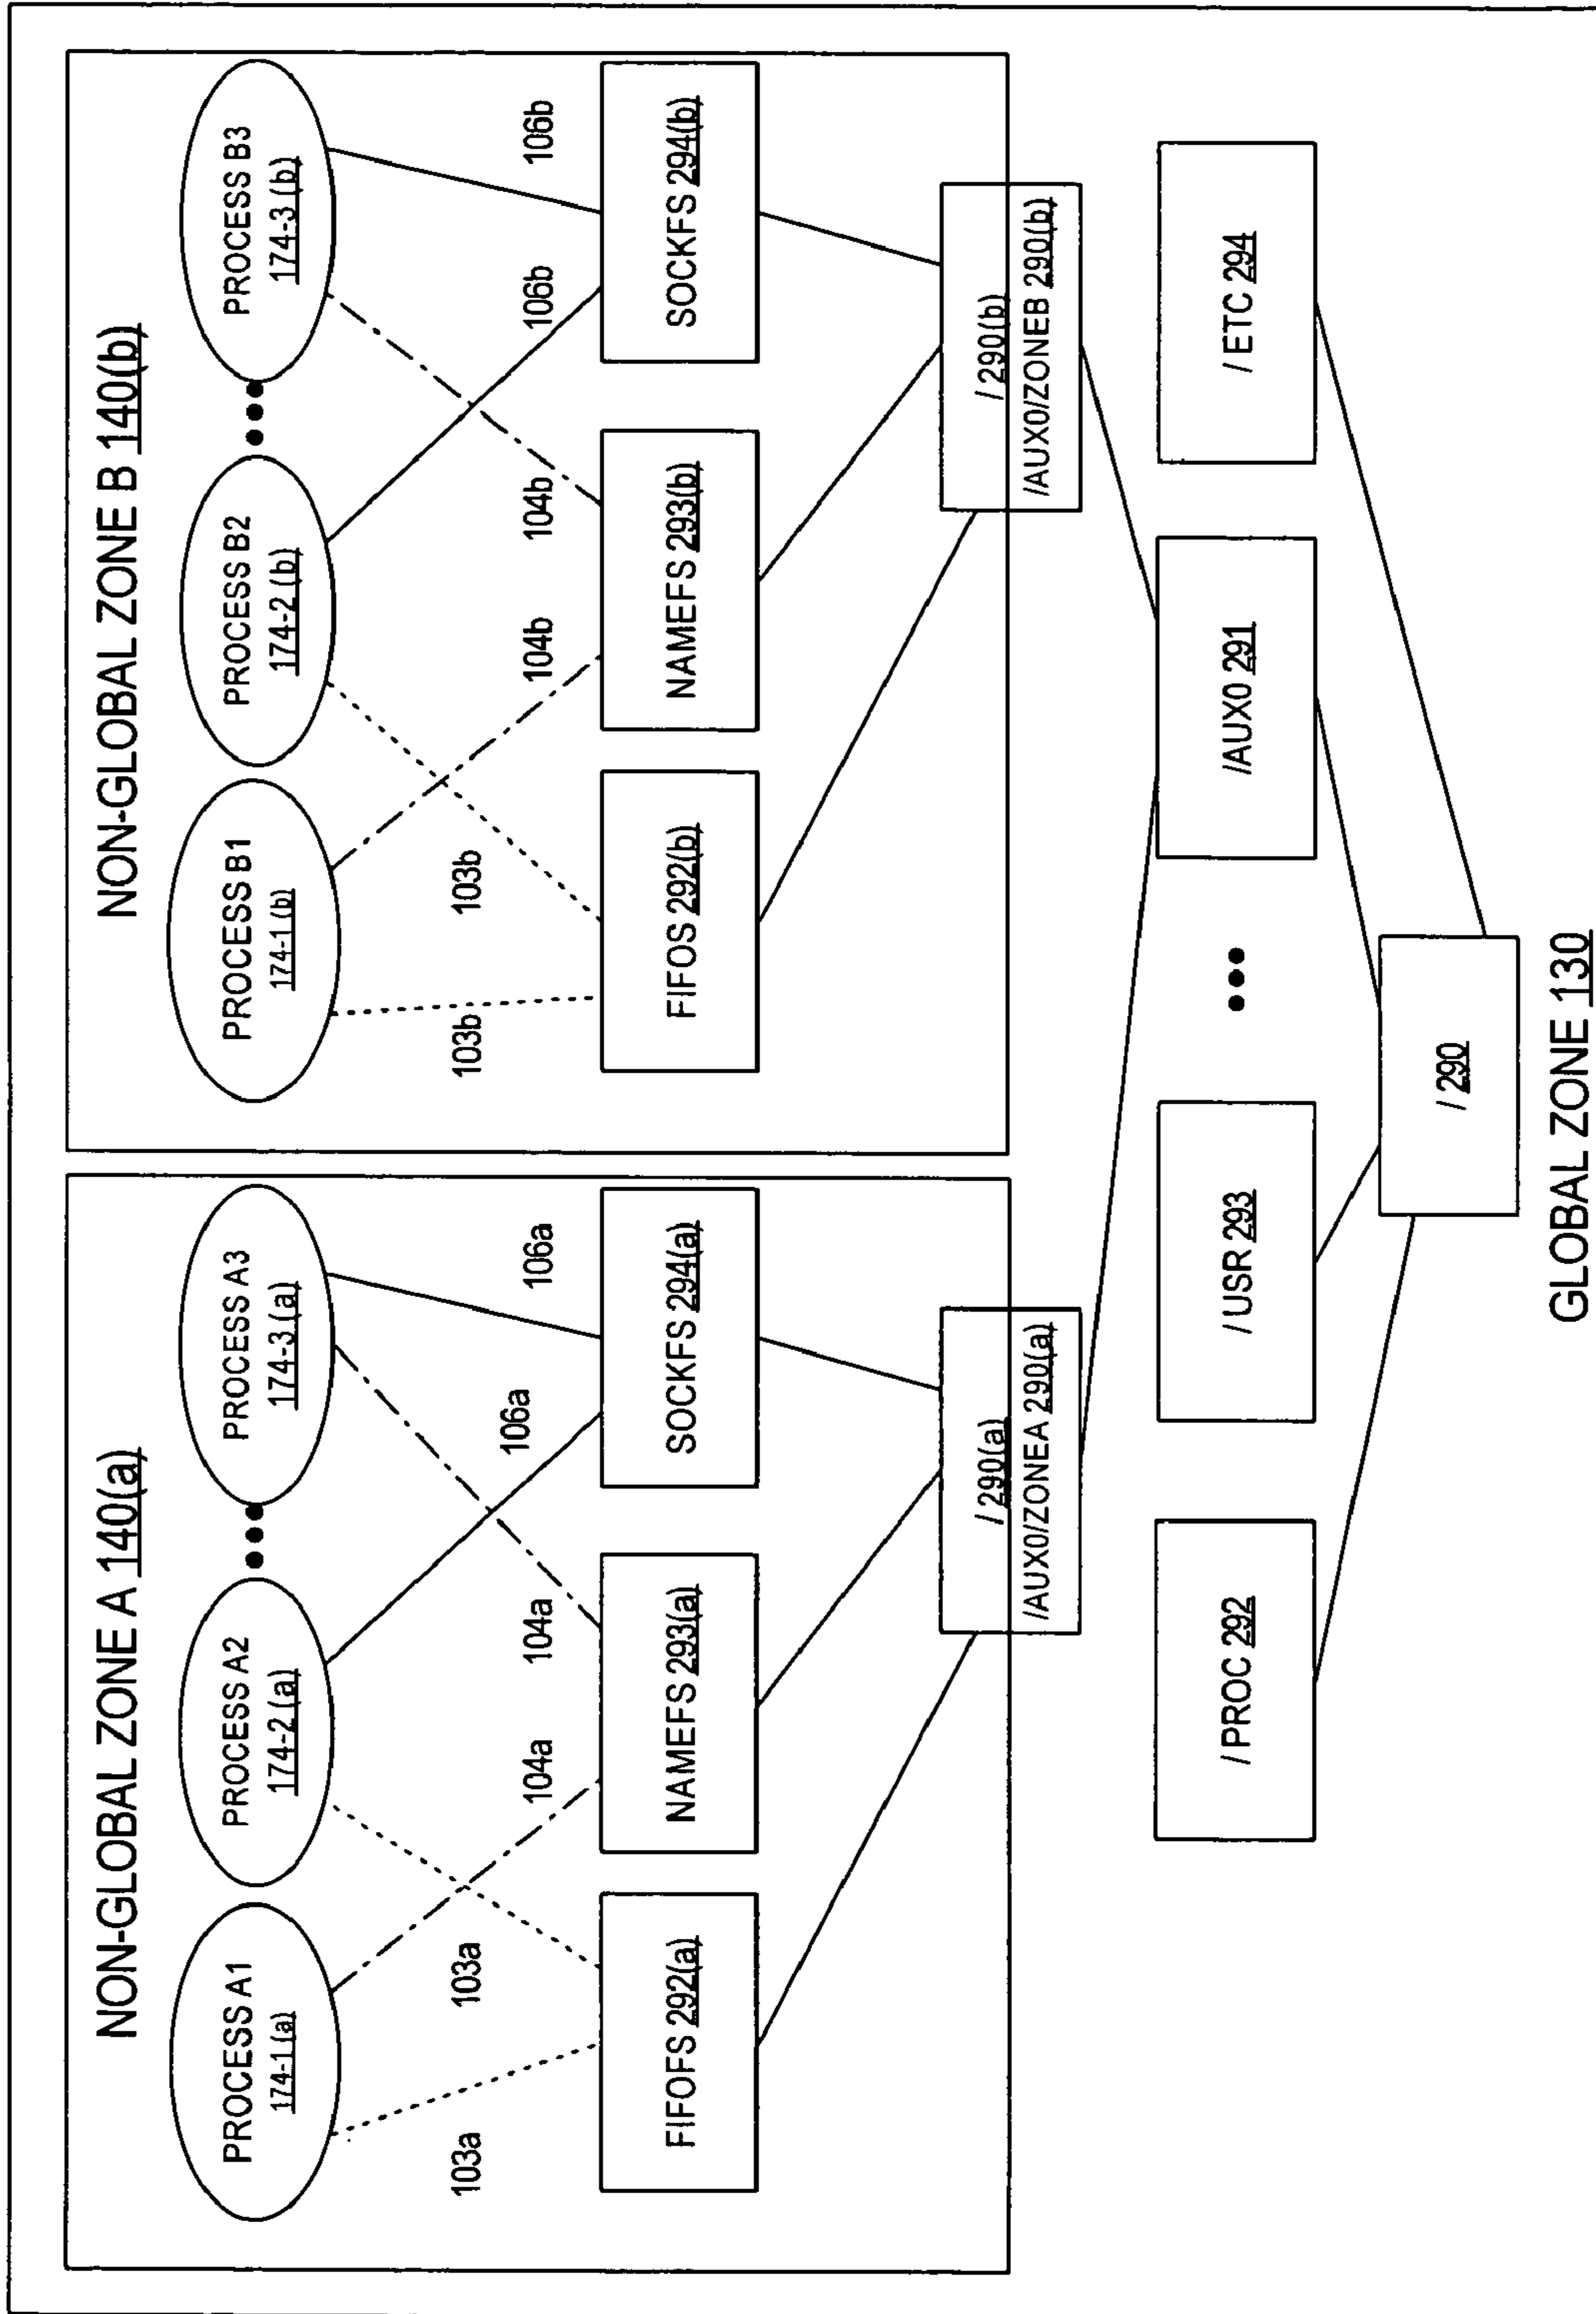 NON-GLOBAL ZONE A 140(a)
PROCESS A1
174-1 (a)
PROCESS A2
174-2 (a)
PROCESS A3
174-3 (a)
103a
103a
104a
104a
106a
106a
FIFOFS 292(a)
NAMEFS 293(a)
SOCKFS 294(a)
/ 290(a)
/AUX0/ZONEA 290(a)
NON-GLOBAL ZONE B 140(b)
PROCESS B1
174-1 (b)
PROCESS B2
174-2 (b)
PROCESS B3
174-3 (b)
103b
103b
104b
104b
106b
106b
FIFOS 292(b)
NAMEFS 293(b)
SOCKFS 294(b)
/ 290(b)
/AUX0/ZONEB 290(b)
/ PROC 292
/ USR 293
/AUX0 291
/ ETC 294
/ 290
GLOBAL ZONE 130